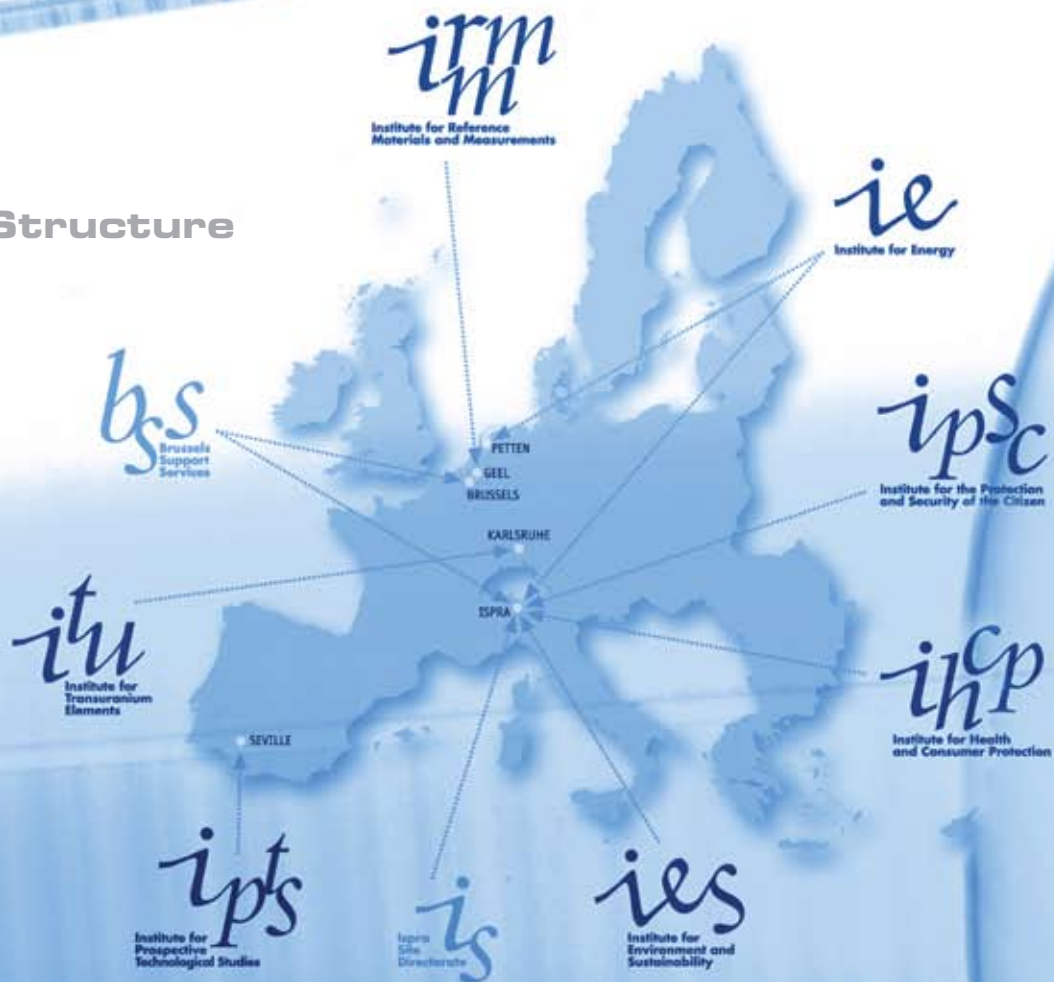 irm
m
Institute for Reference
Materials and Measurements
Structure
ie
Institute for Energy
bss
Brussels
Support
Services
ipsc
Institute for the Protection
and Security of the Citizen
PETTEN
GEEL
BRUSSELS
KARLSRUHE
ISPRA
itu
Institute for
Transuranium
Elements
ihcp
Institute for Health
and Consumer Protection
SEVILLE
ipts
Institute for
Prospective
Technological Studies
is
Ispra
Site
Directorate
ies
Institute for
Environment and
Sustainability